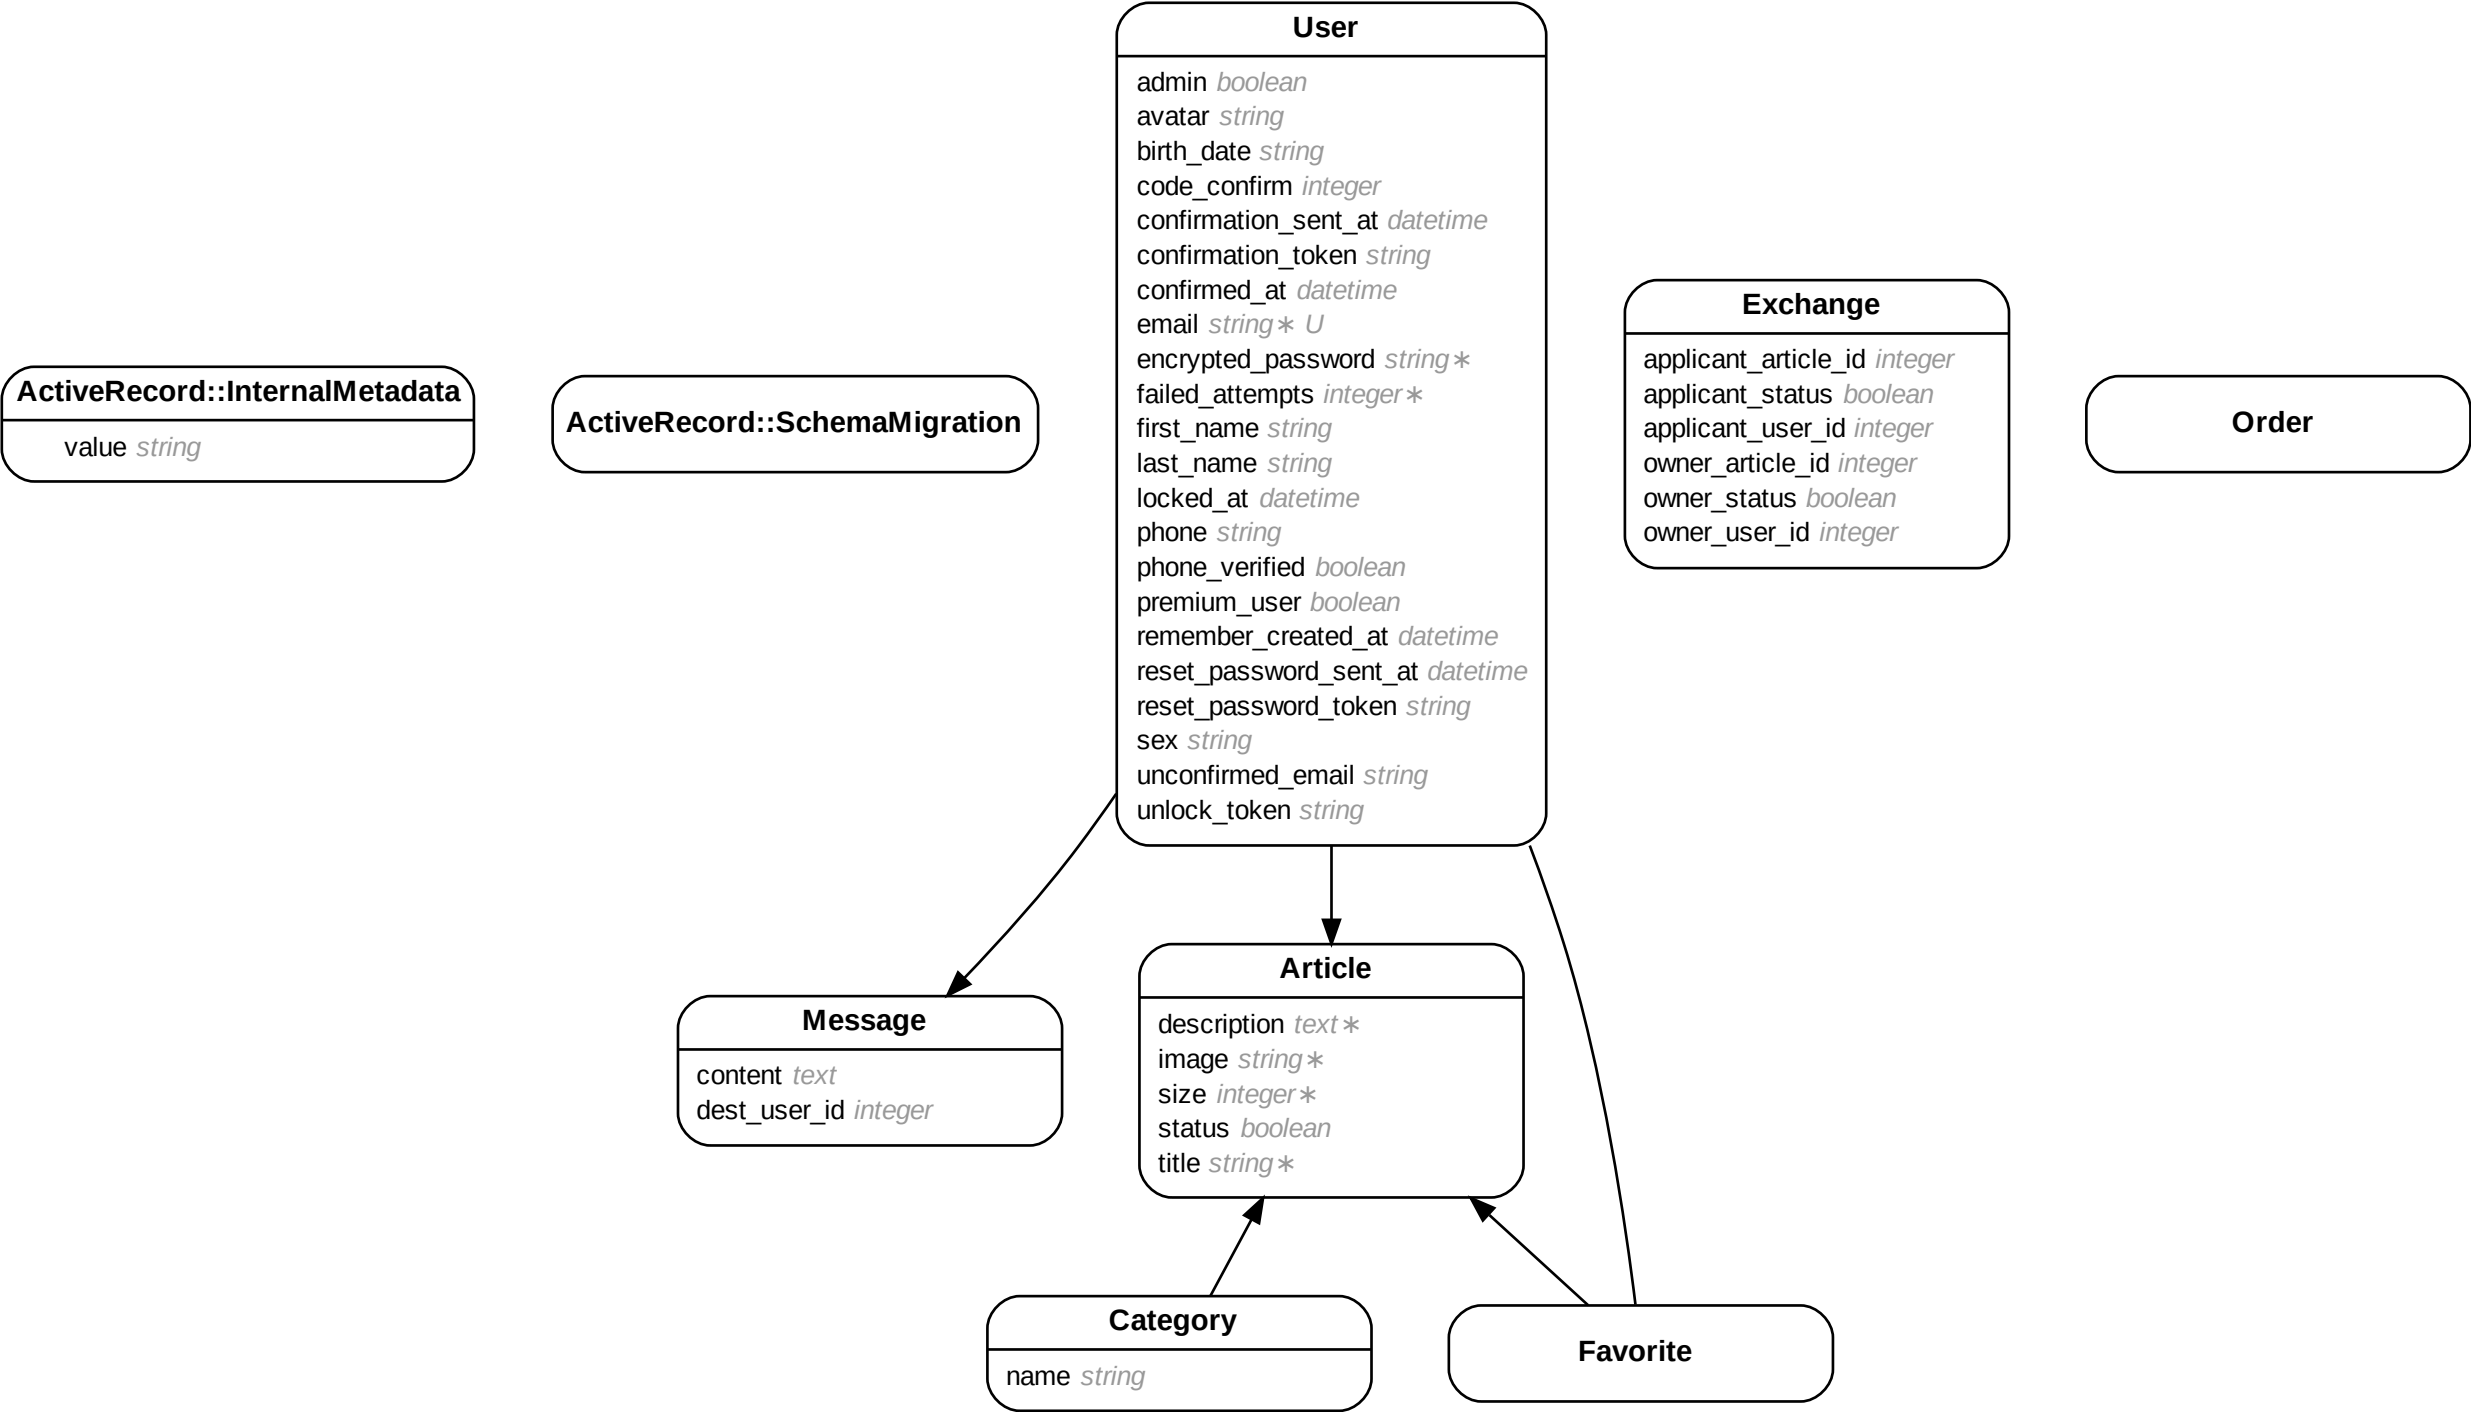 User
admin boolean
avatar string
birth_date string
code_confirm integer
confirmation_sent_at datetime
confirmation_token string
confirmed_at datetime
email string∗ U
encrypted_password string∗
failed_attempts integer∗
first_name string
last_name string
locked_at datetime
phone string
phone_verified boolean
premium_user boolean
remember_created_at datetime
reset_password_sent_at datetime
reset_password_token string
sex string
unconfirmed_email string
unlock_token string
ActiveRecord::InternalMetadata
value string
ActiveRecord::SchemaMigration
Exchange
applicant_article_id integer
applicant_status boolean
applicant_user_id integer
owner_article_id integer
owner_status boolean
owner_user_id integer
Order
Message
content text
dest_user_id integer
Article
description text∗
image string∗
size integer∗
status boolean
title string∗
Category
name string
Favorite